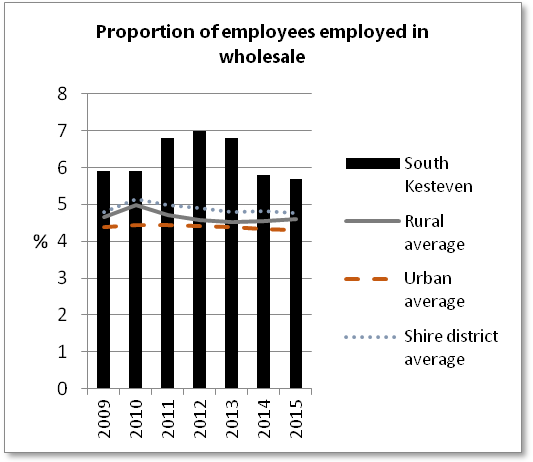 Proportion of employees employed in
wholesale
8
7
6
5
4
3
2
1
0
%
2009 2010 2011 2012 2013 2014 2015
South
Kesteven
Rural
average
Urban
average
Shire district
average